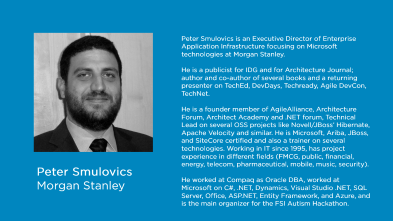 Peter Smulovics is an Executive Director of Enterprise
Application Infrastructure focusing on Microsoft
technologies at Morgan Stanley.
He is a publicist for IDG and for Architecture Journal;
author and co-author of several books and a returning
presenter on TechEd, DevDays, Techready, Agile DevCon,
TechNet.
He is a founder member of AgileAlliance, Architecture
Forum, Architect Academy and .NET forum, Technical
Lead on several OSS projects like Novell/JBoss' Hibernate,
Apache Velocity and similar. He is Microsoft, Ariba, JBoss,
and SiteCore certified and also a trainer on several
technologies. Working in IT since 1995, has project
experience in different fields (FMCG, public, financial,
energy, telecom, pharmaceutical, mobile, music, security).
He worked at Compaq as Oracle DBA, worked at
Microsoft on C#, .NET, Dynamics, Visual Studio .NET, SQL
Server, Office, ASP.NET, Entity Framework, and Azure, and
is the main organizer for the FSI Autism Hackathon.
Peter Smulovics
Morgan Stanley